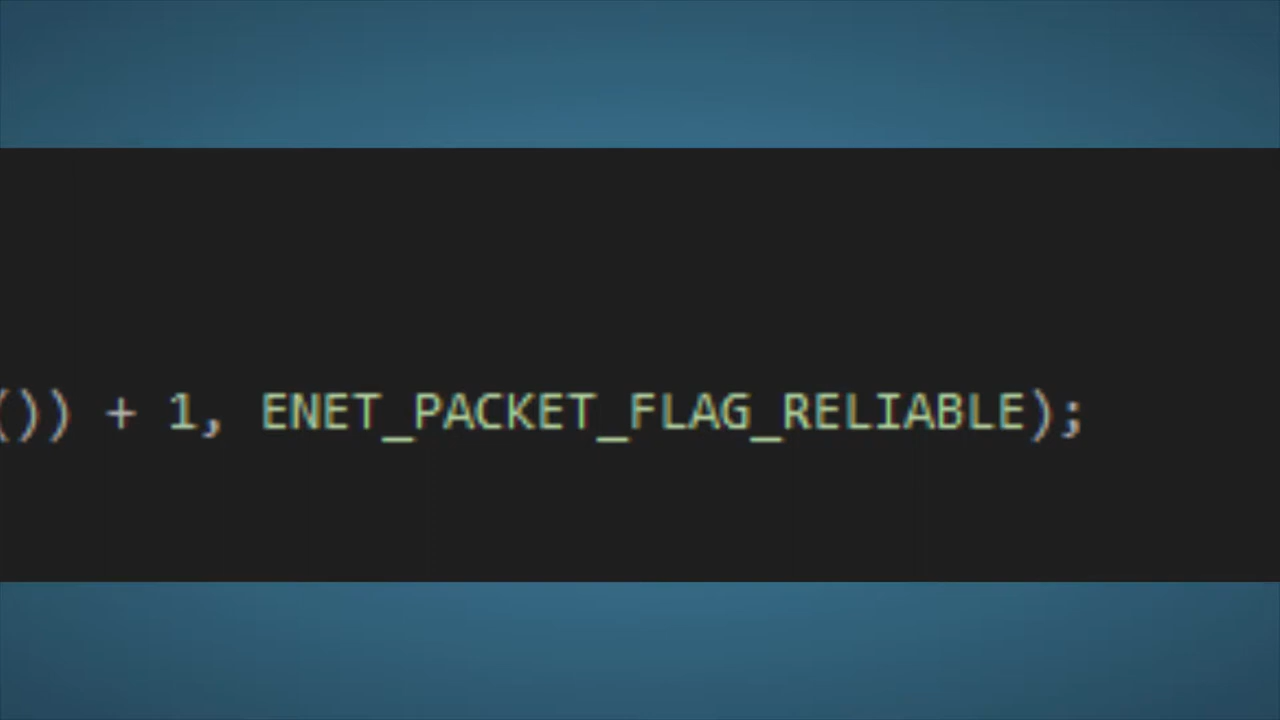 ()) + 1, ENET_PACKET_FLAG_RELIABLE);